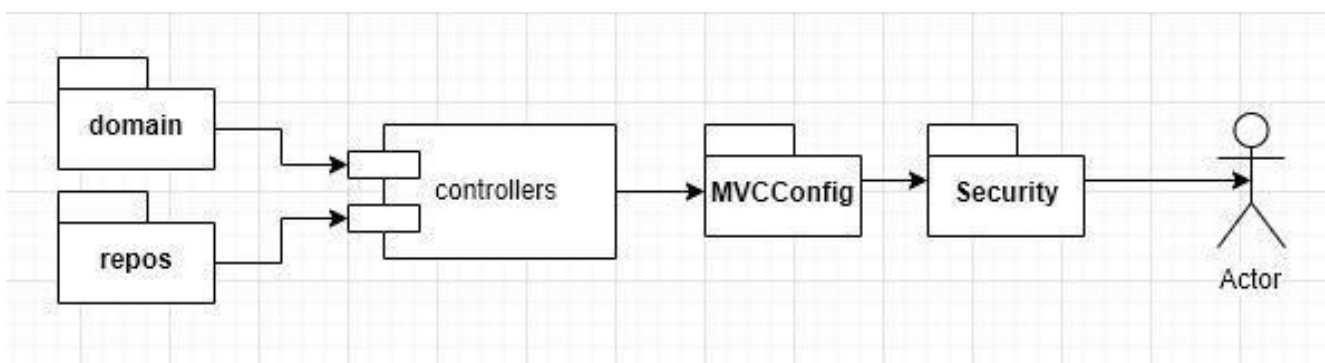 domain
repos
controllers
MVCConfig
Security
Actor